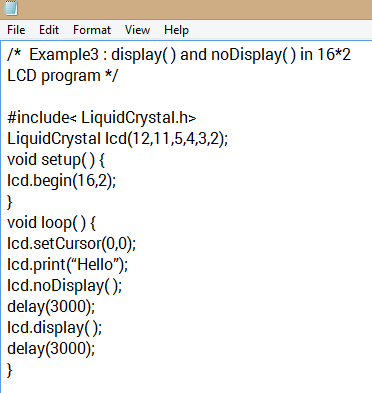 File Edit Format View Help
/*  Example3 : display( ) and noDisplay( ) in 16*2
LCD program */
#include< LiquidCrystal.h>
LiquidCrystal lcd(12,11,5,4,3,2);
void setup( ) {
lcd.begin(16,2);
}
void loop( ) {
lcd.setCursor(0,0);
lcd.print(“Hello”);
lcd.noDisplay( );
delay(3000);
lcd.display( );
delay(3000);
}